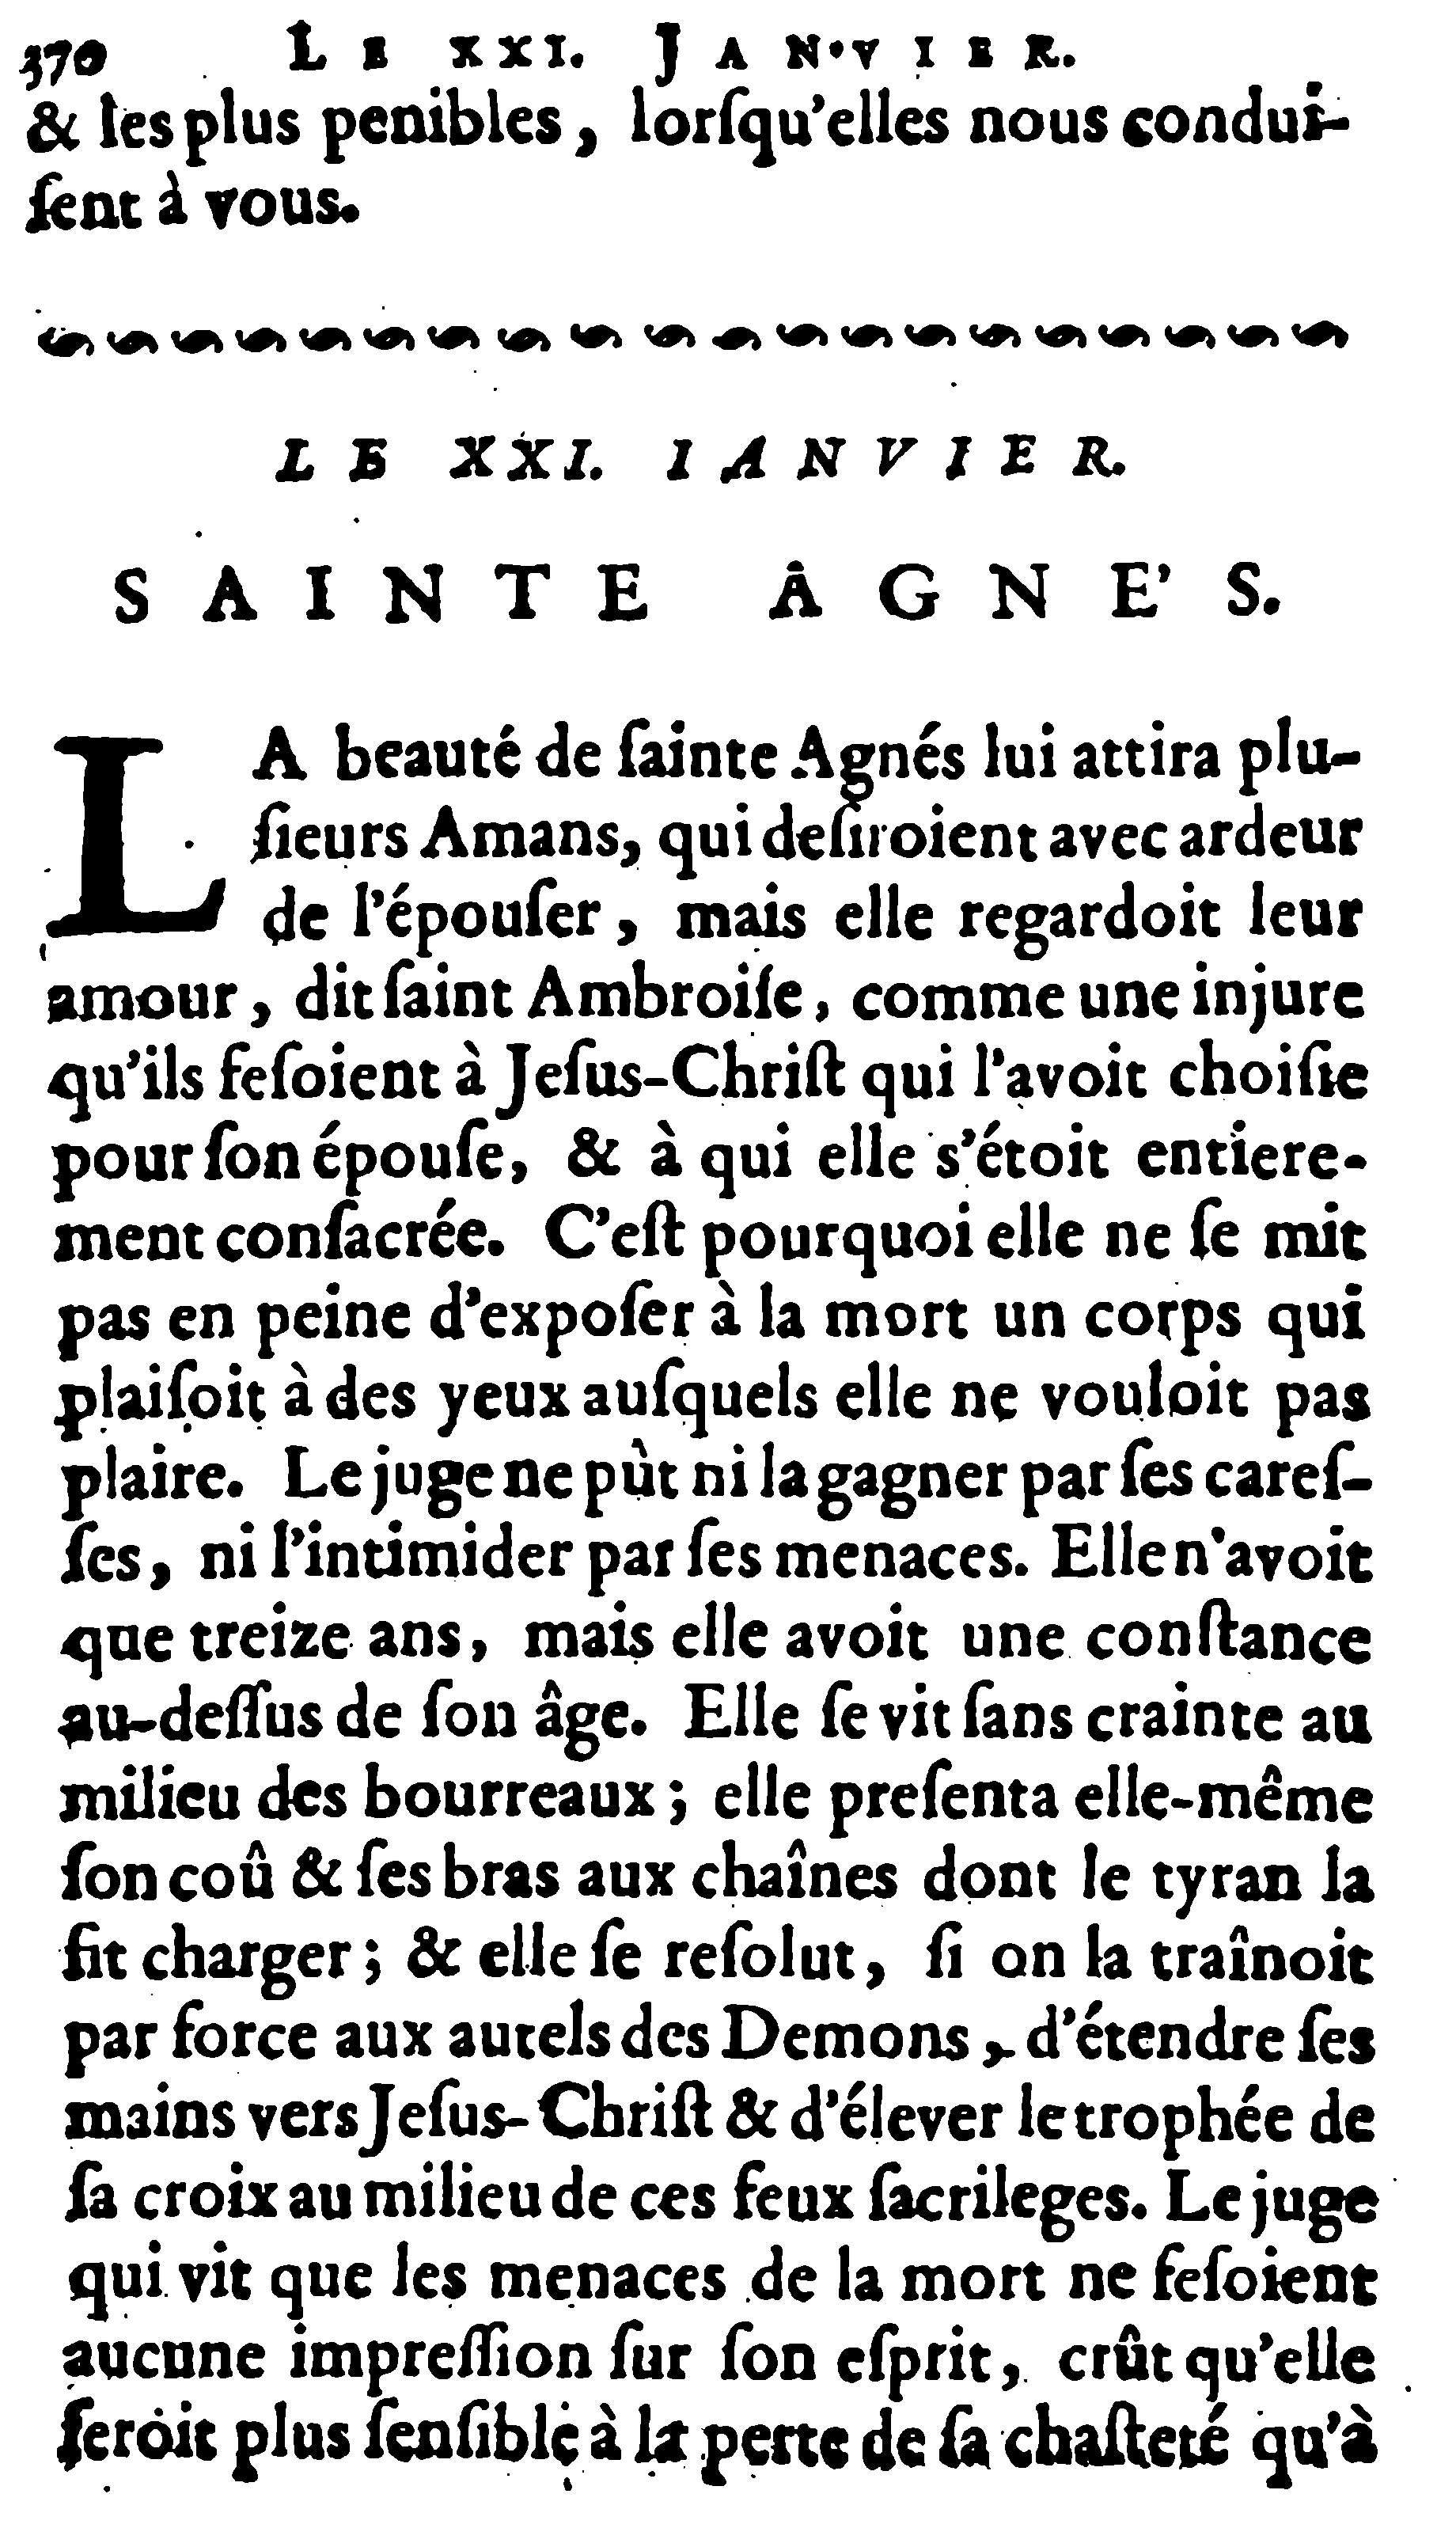 370 LE XXI. JANVIER.
& les plus penibles, lorſqu'elles nous condui-
ſent à vous.
LE XXI. IANVIER.
SAINTE AGNE'S.
LA beauté de ſainte Agnés lui attira plu-
ſieurs Amans, qui deſiroient avec ardeur
de l'épouſer, mais elle regardoit leur
amour, dit ſaint Ambroiſe, comme une injure
qu'ils feſoient à Jeſus-Chriſt qui l'avoit choiſie
pour ſon épouſe, & à qui elle s'étoit entiere-
ment conſacrée. C'eſt pourquoi elle ne ſe mit
pas en peine d'expoſer à la mort un corps qui
plaiſoit à des yeux auſquels elle ne vouloit pas
plaire. Le juge ne pùt ni la gagner par ſes careſ-
ſes, ni l'intimider par ſes menaces. Elle n'avoit
que treize ans, mais elle avoit une conſtance
au-deſſus de ſon âge. Elle ſe vit ſans crainte au
milieu des bourreaux; elle preſenta elle-même
ſon coû & ſes bras aux chaînes dont le tyran la
fit charger; & elle ſe reſolut, ſi on la traînoit
par force aux autels des Demons, d'étendre ſes
mains vers Jeſus-Chriſt & d'élever le trophée de
ſa croix au milieu de ces feux ſacrileges. Le juge
qui vit que les menaces de la mort ne feſoient
aucune impreſſion ſur ſon eſprit, crût qu'elle
ſeroit plus ſenſible à la perte de ſa chaſteté qu'à